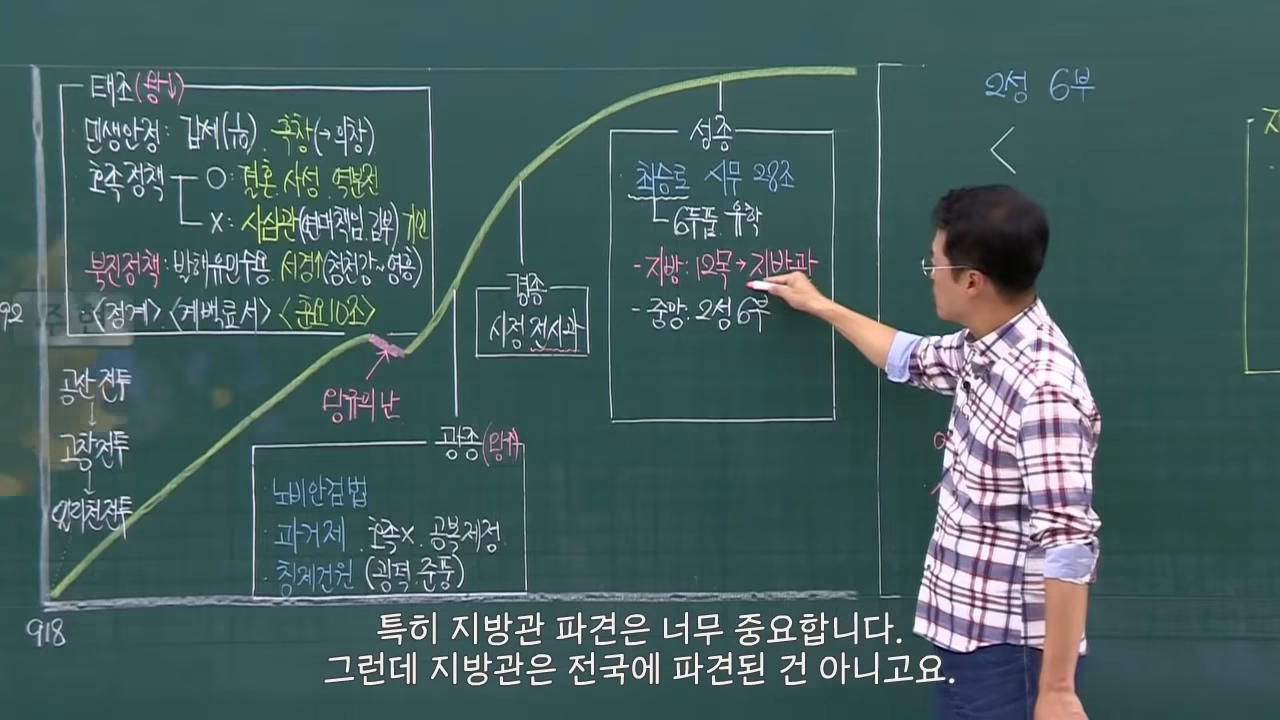 태조(왕↓)
민생안정: 감세(1/10) 흑창(→의창)
호족정책 ○: 결혼 사성 역분전
×: 사심관(연대책임.김부) 기인
북진정책: 발해유민수용 서경↑(청천강~영흥)
<정계>.<계백료서> <훈요10조>
92
공산전투
↓
고창전투
↓
일리천전투
918
왕규의 난
광종(왕↑)
·노비안검법
·과거제 호족× 공복제정
·칭제건원 (광덕.준풍)
경종
시정 전시과
성종
·최승로 시무 28조
6두품. 유학
-지방: 12목→지방관
-중앙: 2성 6부
2성 6부
<
특히 지방관 파견은 너무 중요합니다.
그런데 지방관은 전국에 파견된 건 아니고요.